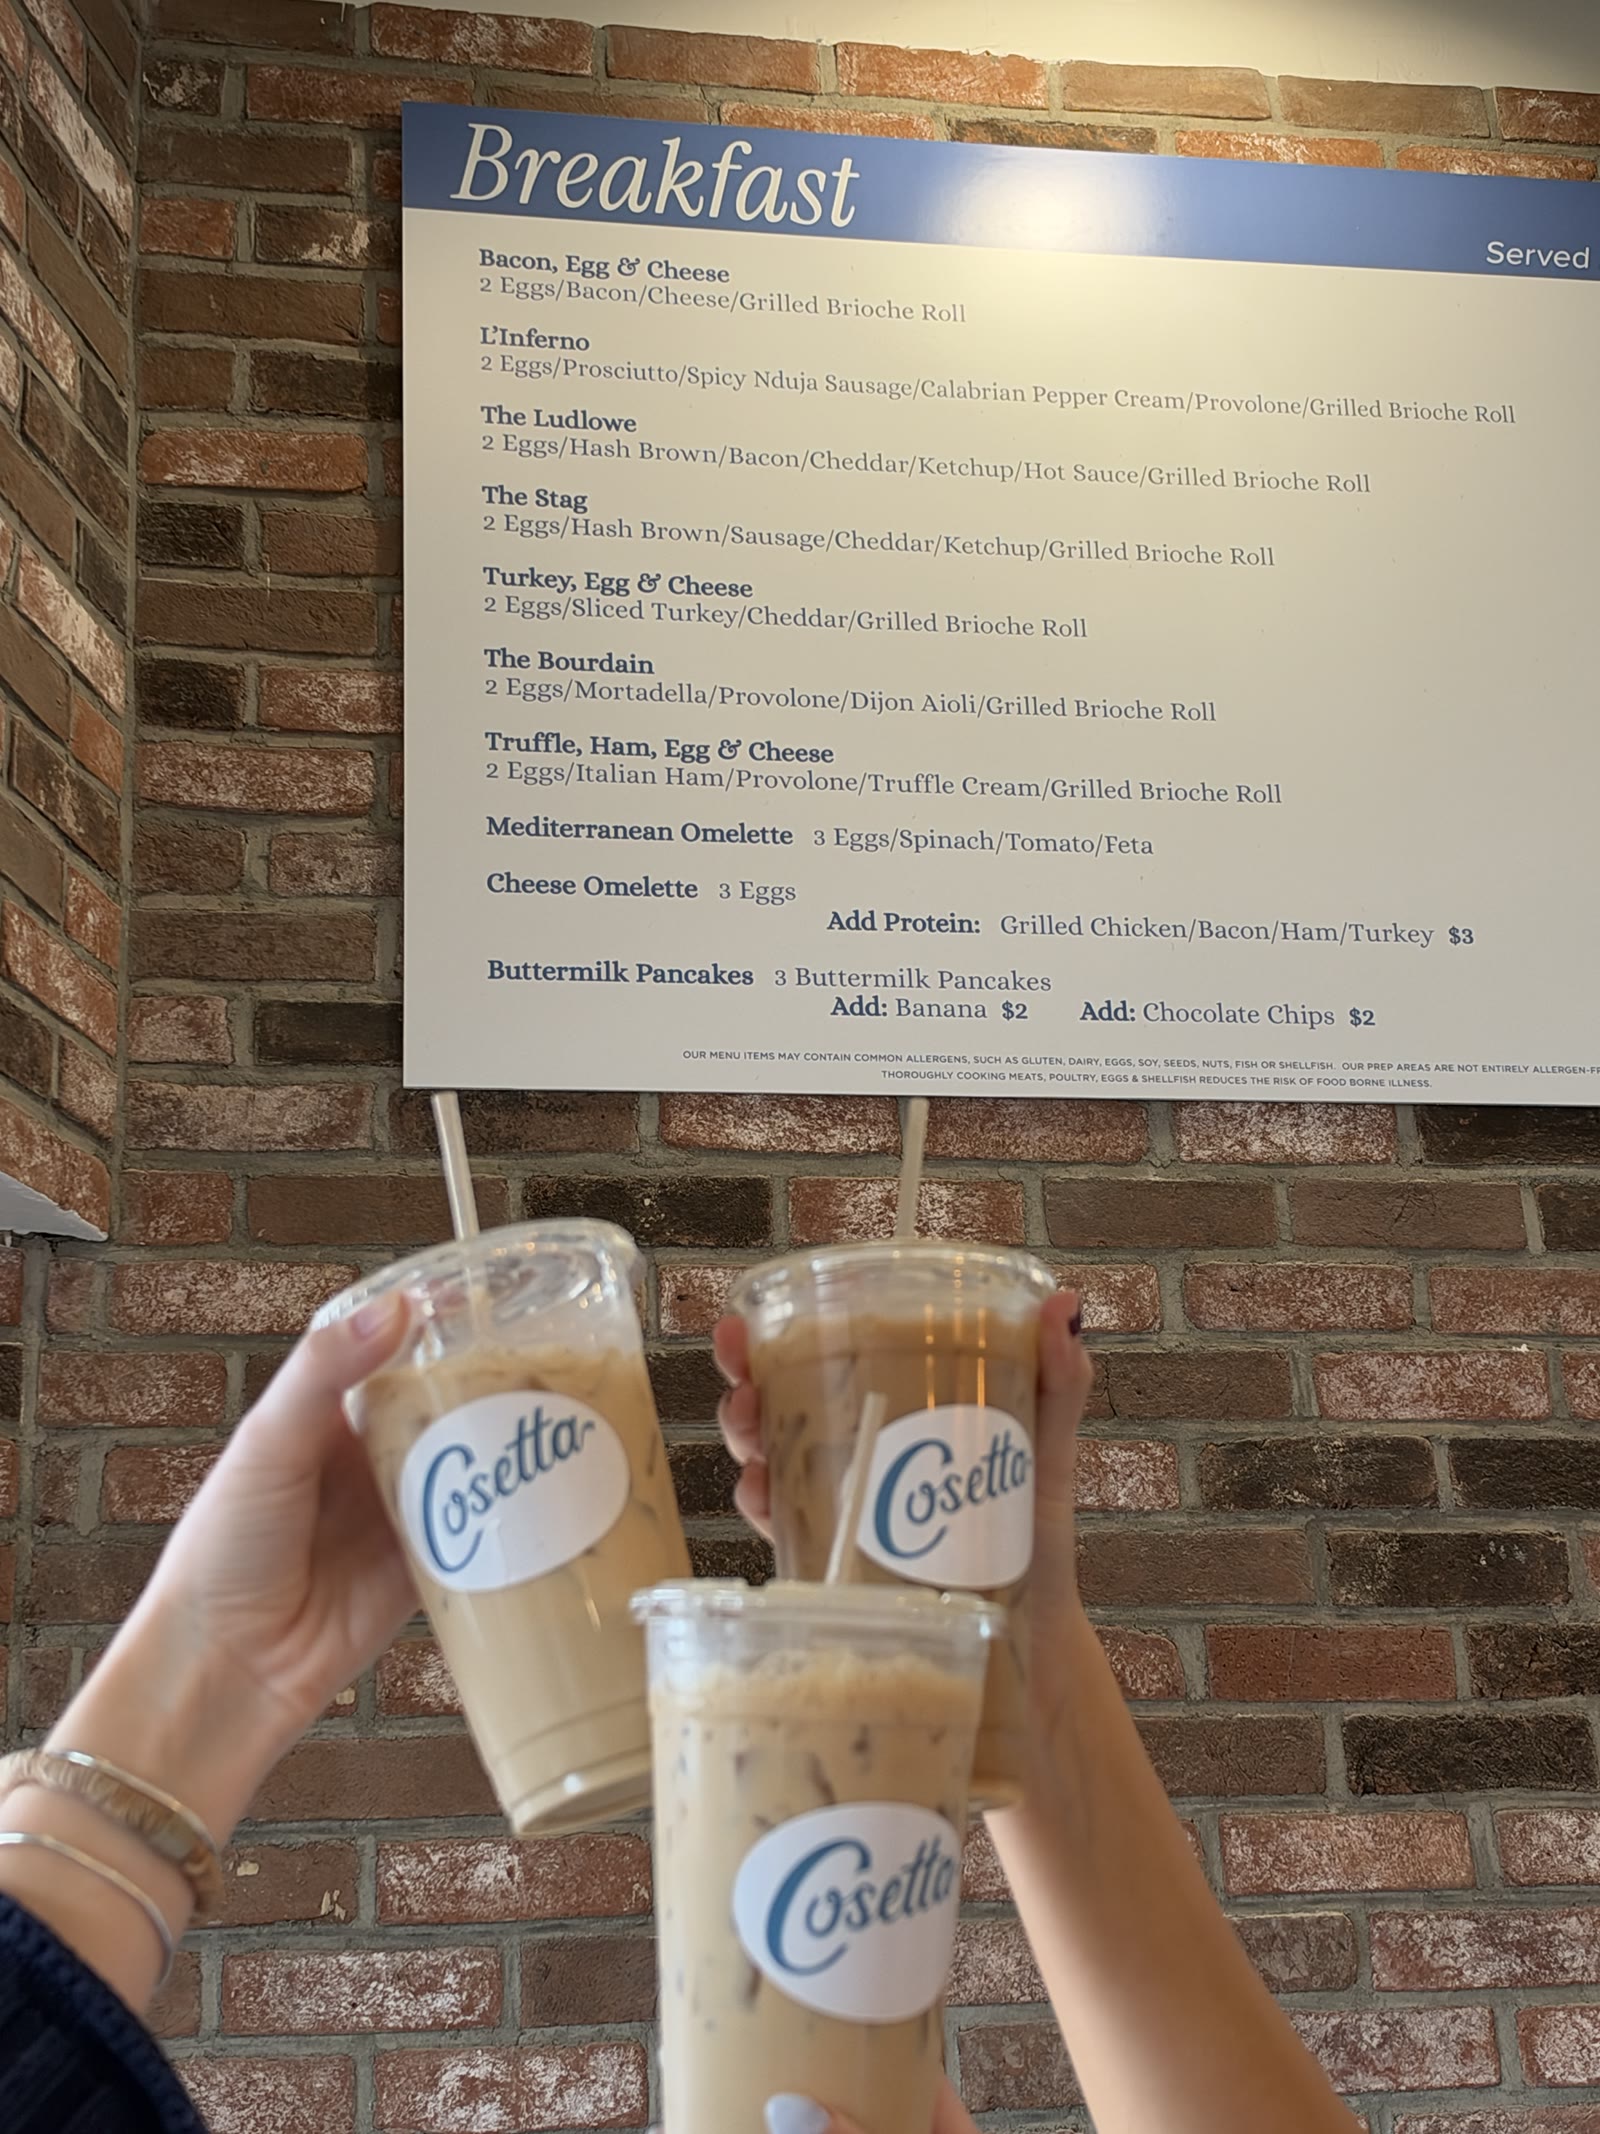 Breakfast
Served
Bacon, Egg & Cheese
2 Eggs/Bacon/Cheese/Grilled Brioche Roll
L'Inferno
2 Eggs/Prosciutto/Spicy Nduja Sausage/Calabrian Pepper Cream/Provolone/Grilled Brioche Roll
The Ludlowe
2 Eggs/Hash Brown/Bacon/Cheddar/Ketchup/Hot Sauce/Grilled Brioche Roll
The Stag
2 Eggs/Hash Brown/Sausage/Cheddar/Ketchup/Grilled Brioche Roll
Turkey, Egg & Cheese
2 Eggs/Sliced Turkey/Cheddar/Grilled Brioche Roll
The Bourdain
2 Eggs/Mortadella/Provolone/Dijon Aioli/Grilled Brioche Roll
Truffle, Ham, Egg & Cheese
2 Eggs/Italian Ham/Provolone/Truffle Cream/Grilled Brioche Roll
Mediterranean Omelette 3 Eggs/Spinach/Tomato/Feta
Cheese Omelette 3 Eggs
Add Protein: Grilled Chicken/Bacon/Ham/Turkey $3
Buttermilk Pancakes 3 Buttermilk Pancakes
Add: Banana $2 Add: Chocolate Chips $2
OUR MENU ITEMS MAY CONTAIN COMMON ALLERGENS, SUCH AS GLUTEN, DAIRY, EGGS, SOY, SEEDS, NUTS, FISH OR SHELLFISH. OUR PREP AREAS ARE NOT ENTIRELY ALLERGEN-FR
THOROUGHLY COOKING MEATS, POULTRY, EGGS & SHELLFISH REDUCES THE RISK OF FOOD BORNE ILLNESS.
Cosetta
Cosetta
Cosetta